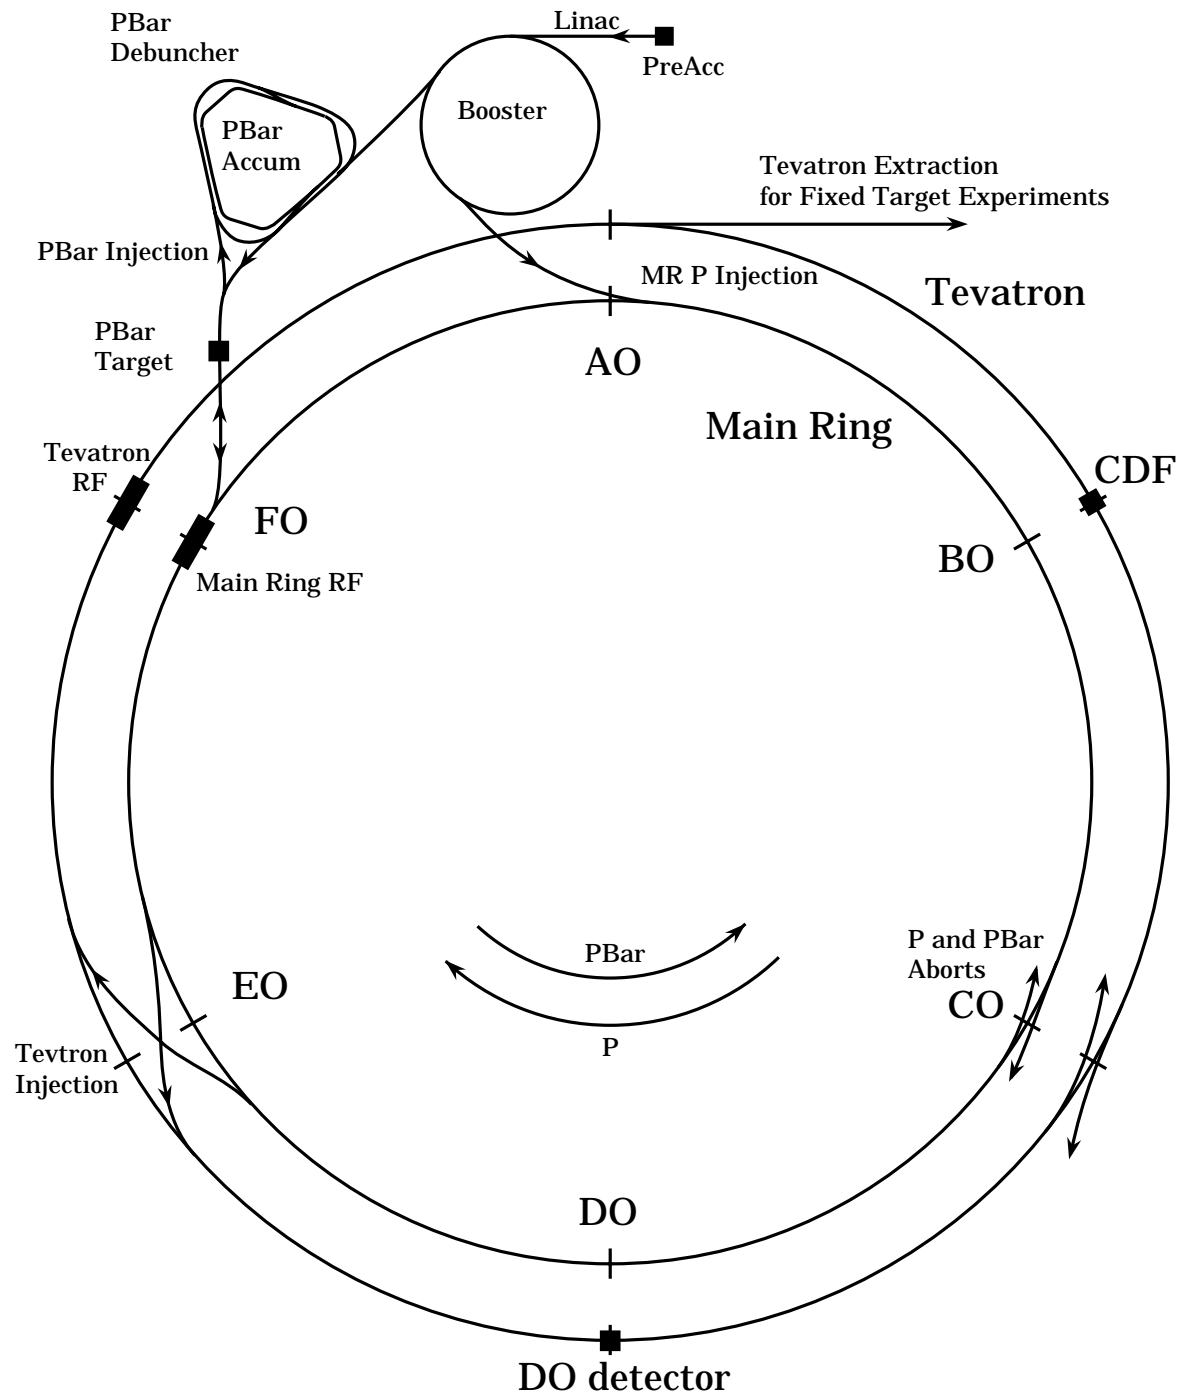 PBar
Debuncher
Linac
PreAcc
Booster
PBar
Accum
Tevatron Extraction
for Fixed Target Experiments
PBar Injection
MR P Injection
Tevatron
PBar
Target
AO
Main Ring
Tevatron
RF
CDF
FO
BO
Main Ring RF
PBar
P and PBar
Aborts
EO
CO
P
Tevtron
Injection
DO
DO detector